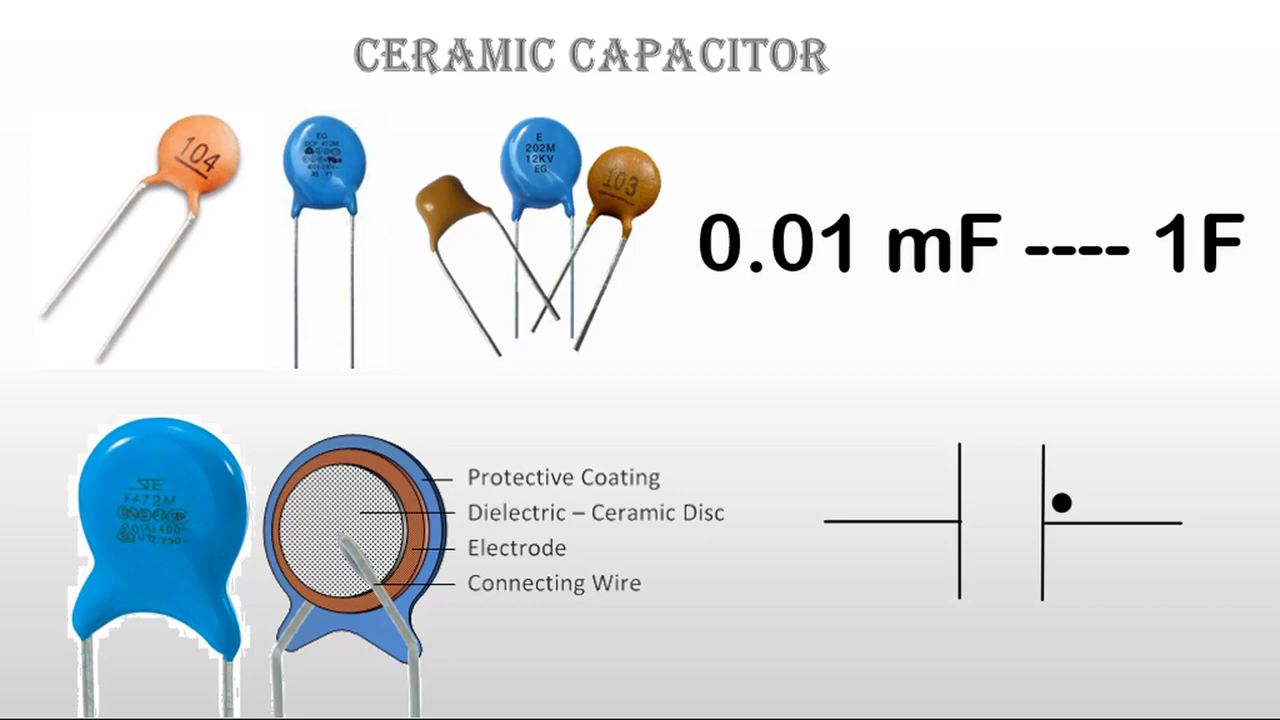 CERAMIC CAPACITOR
104
EG
E
202M
12KV
EG
103
0.01 mF ---- 1F
F472M
Protective Coating
Dielectric – Ceramic Disc
Electrode
Connecting Wire